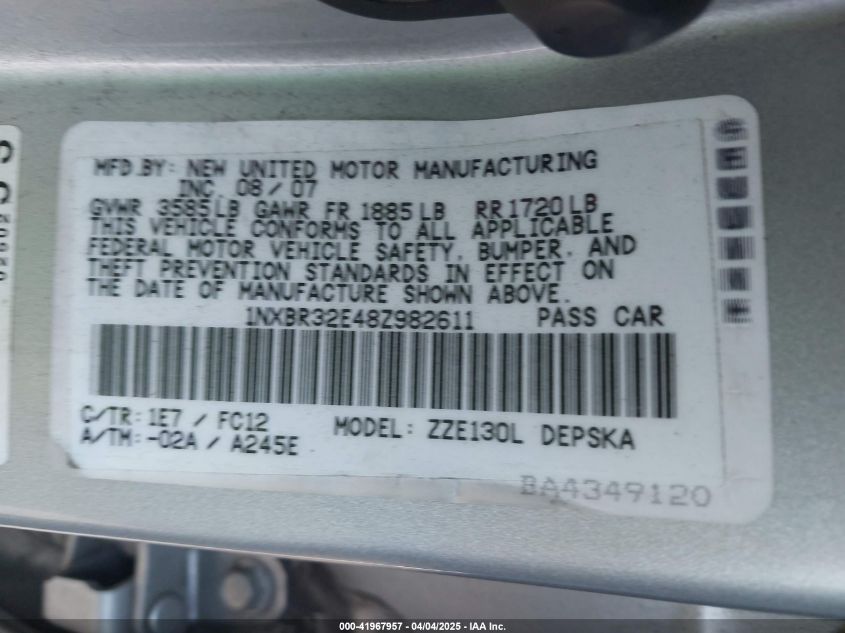 MFD.BY: NEW UNITED MOTOR MANUFACTURING
INC. 08/07
GVWR 3585LB GAWR FR 1885LB RR1720LB
THIS VEHICLE CONFORMS TO ALL APPLICABLE
FEDERAL MOTOR VEHICLE SAFETY, BUMPER, AND
THEFT PREVENTION STANDARDS IN EFFECT ON
THE DATE OF MANUFACTURE SHOWN ABOVE.
1NXBR32E48Z982611 PASS CAR
C/TR: 1E7 / FC12
A/TM: -02A / A245E
MODEL: ZZE130L DEPSKA
BA4349120
000-41967957 - 04/04/2025 - IAA Inc.